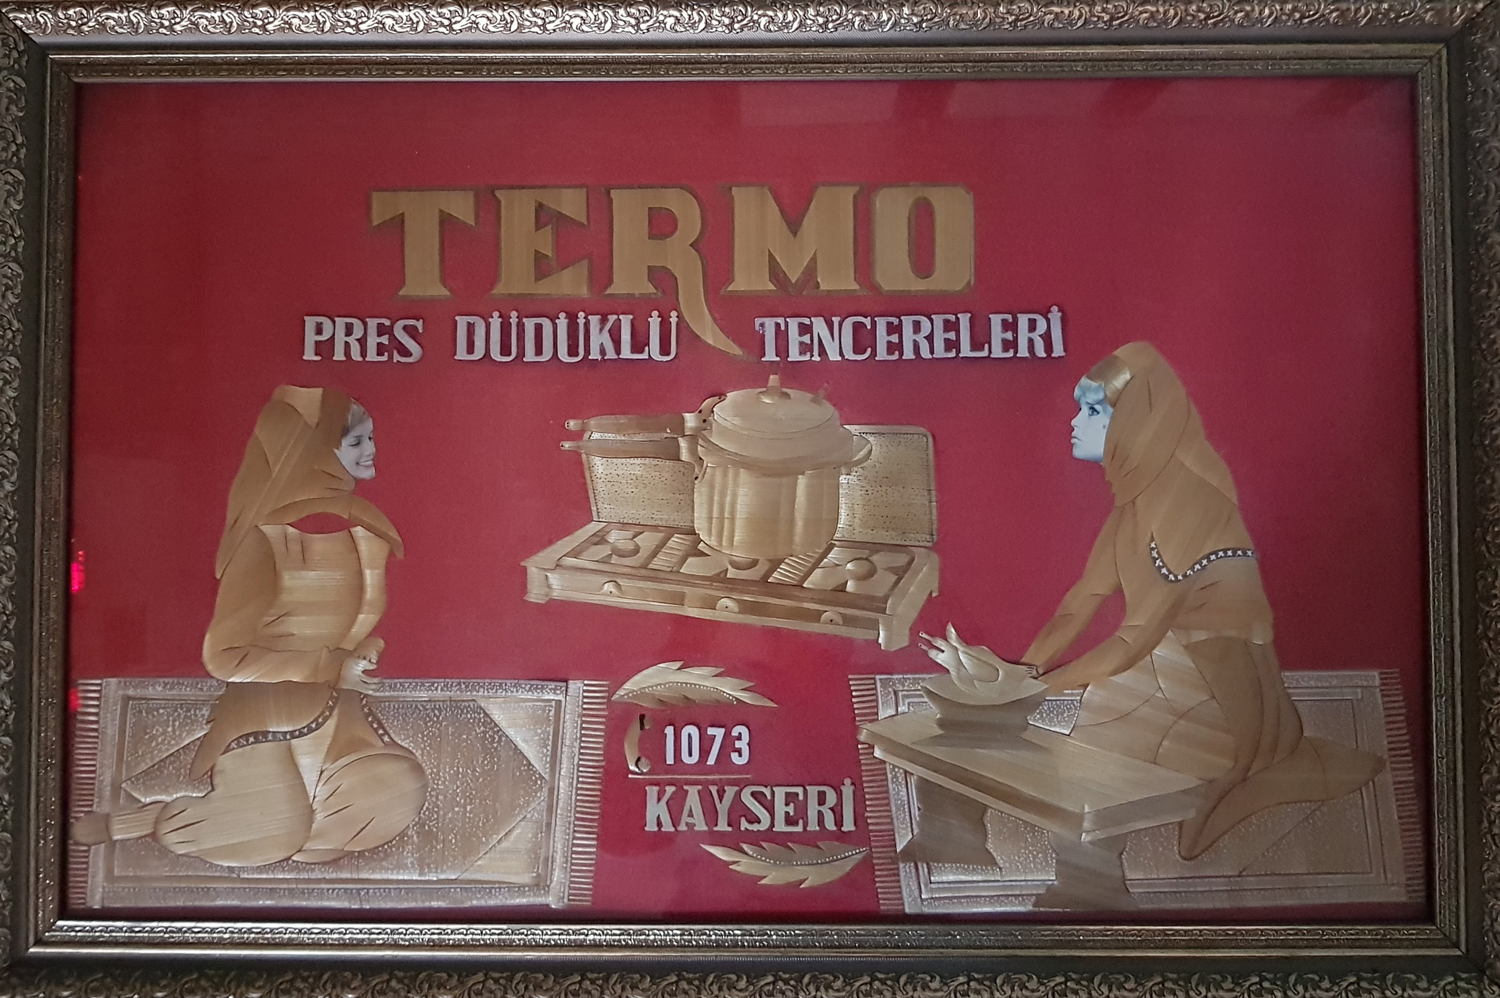 TERMO
PRES DÜDÜKLÜ TENCERELERİ
1073
KAYSERİ